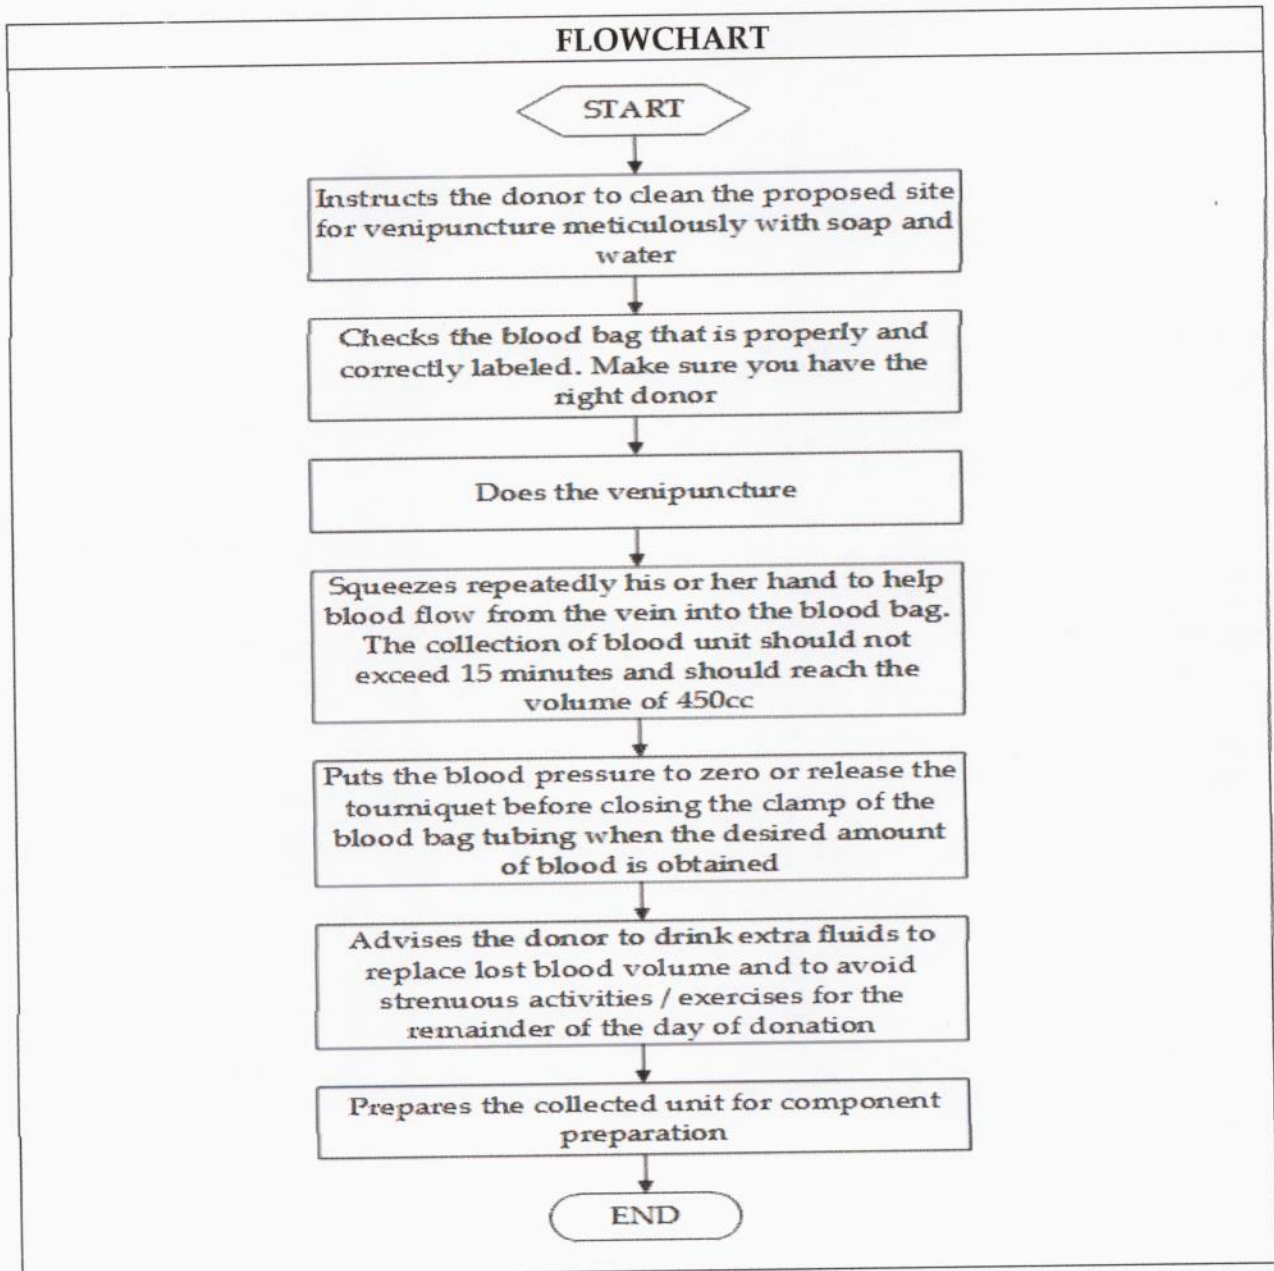 FLOWCHART
START
Instructs the donor to clean the proposed site
for venipuncture meticulously with soap and
water
Checks the blood bag that is properly and
correctly labeled. Make sure you have the
right donor
Does the venipuncture
Squeezes repeatedly his or her hand to help
blood flow from the vein into the blood bag.
The collection of blood unit should not
exceed 15 minutes and should reach the
volume of 450cc
Puts the blood pressure to zero or release the
tourniquet before closing the clamp of the
blood bag tubing when the desired amount
of blood is obtained
Advises the donor to drink extra fluids to
replace lost blood volume and to avoid
strenuous activities / exercises for the
remainder of the day of donation
Prepares the collected unit for component
preparation
END